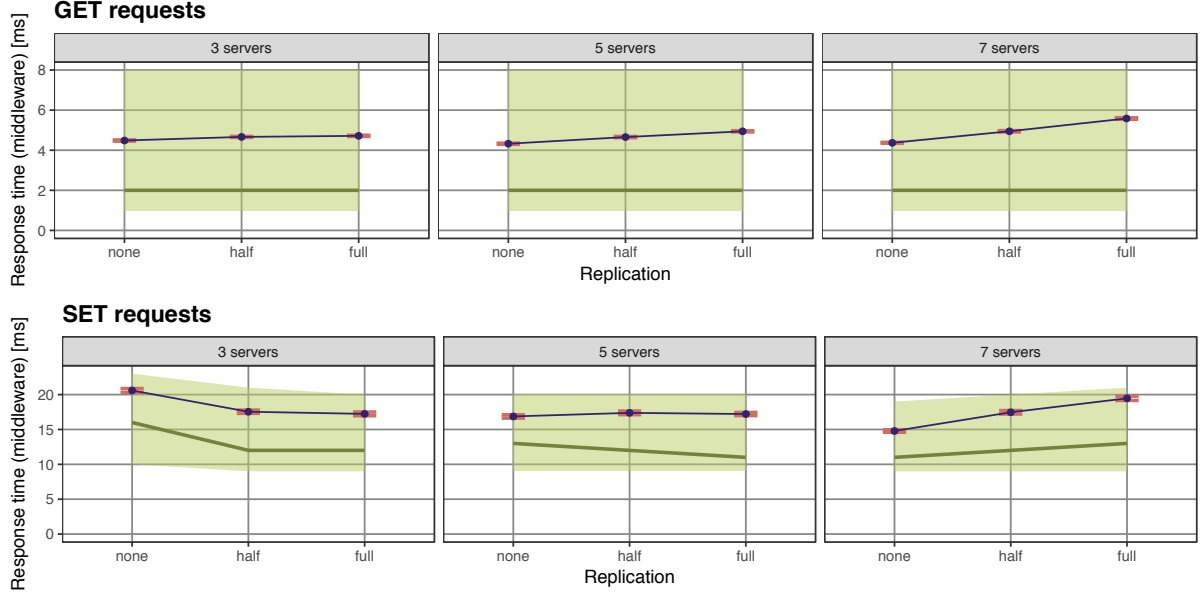 GET requests
3 servers 5 servers 7 servers
Response time (middleware) [ms]
8
6
4
2
0
none half full none half full none half full
Replication
SET requests
3 servers 5 servers 7 servers
Response time (middleware) [ms]
20
15
10
5
0
none half full none half full none half full
Replication